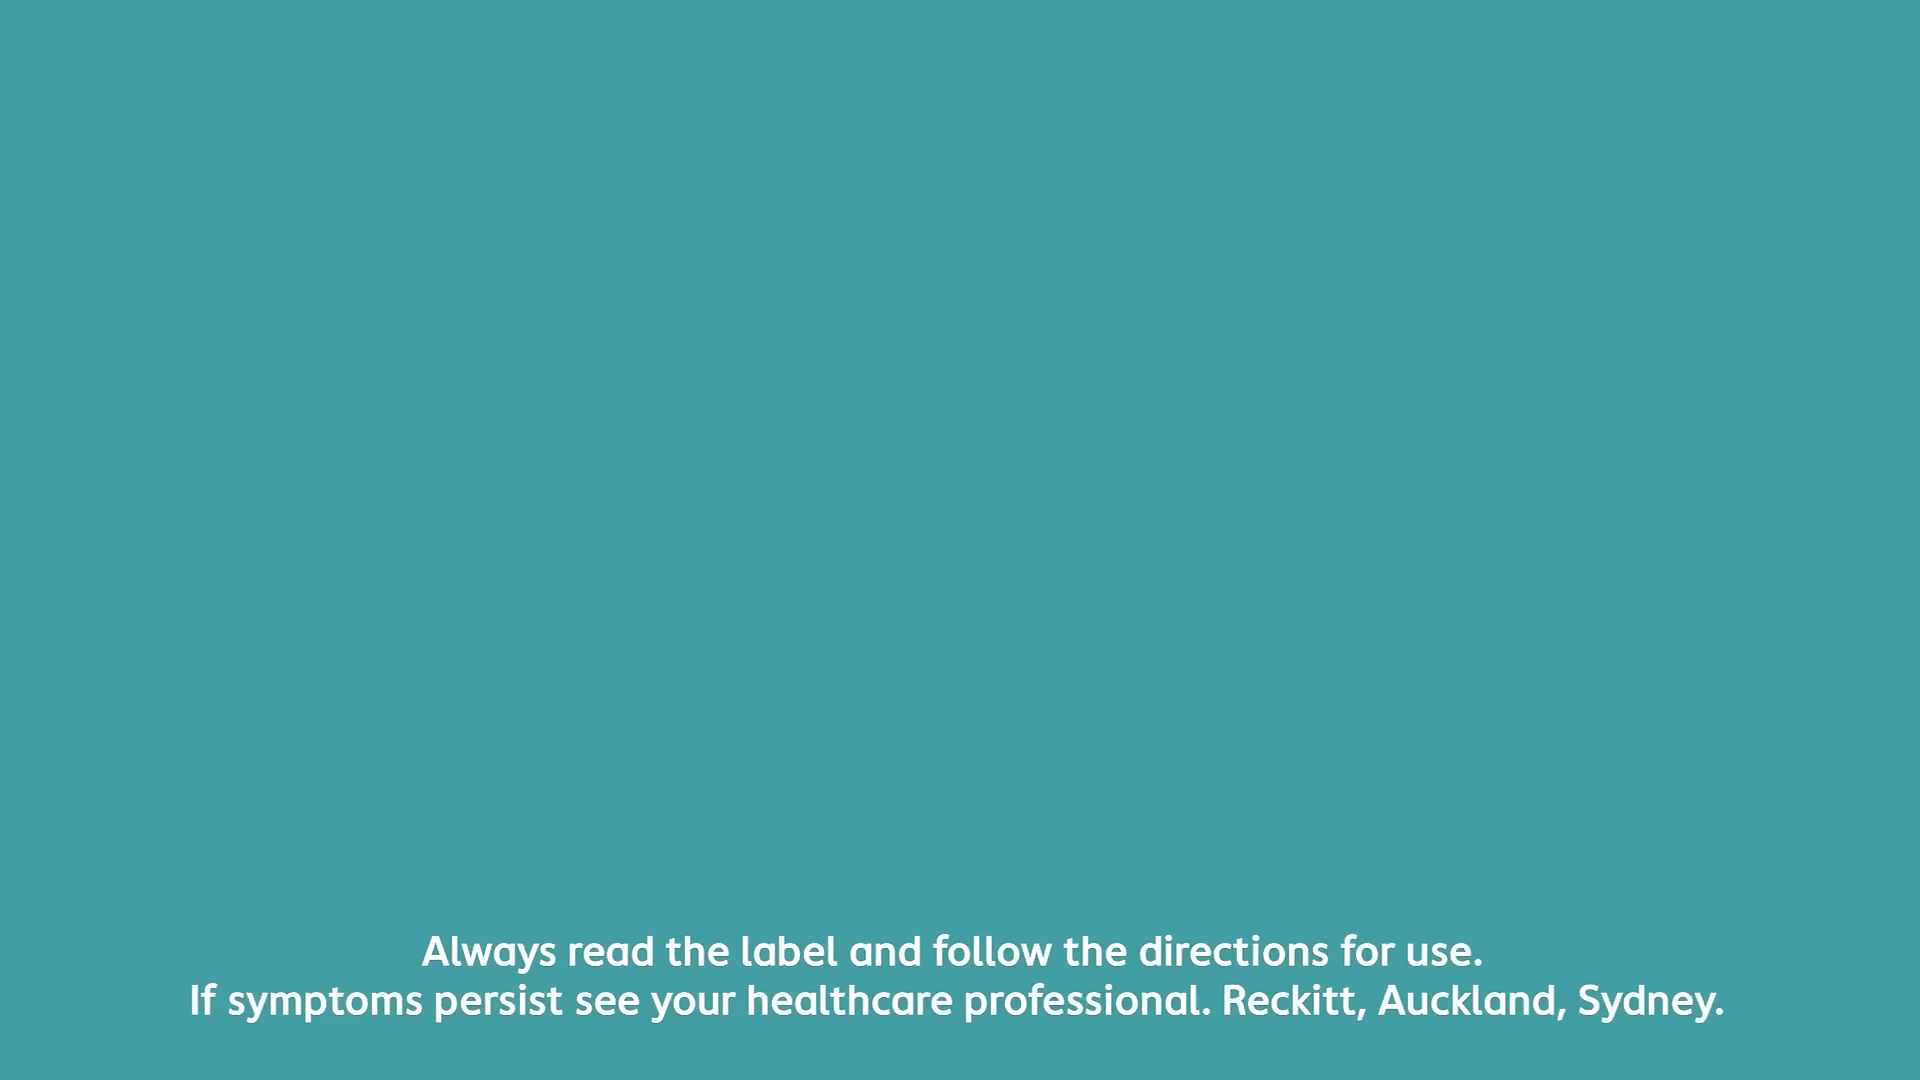 Always read the label and follow the directions for use.
If symptoms persist see your healthcare professional. Reckitt, Auckland, Sydney.